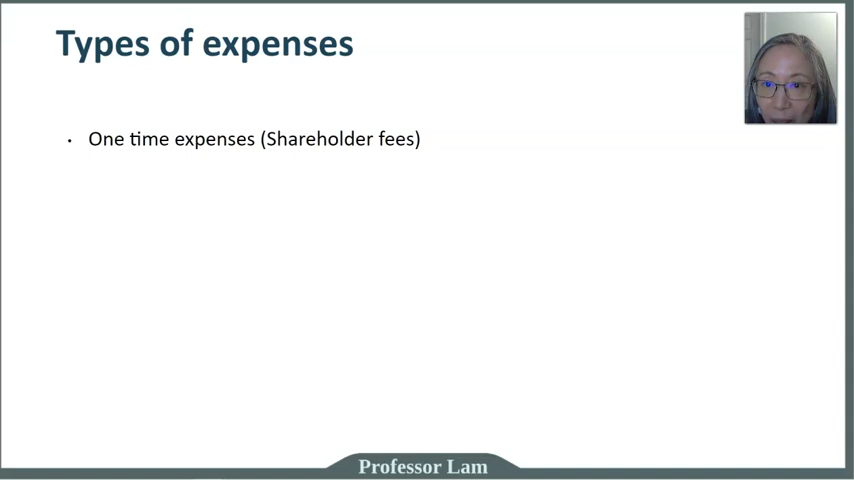 Types of expenses
· One time expenses (Shareholder fees)
Professor Lam